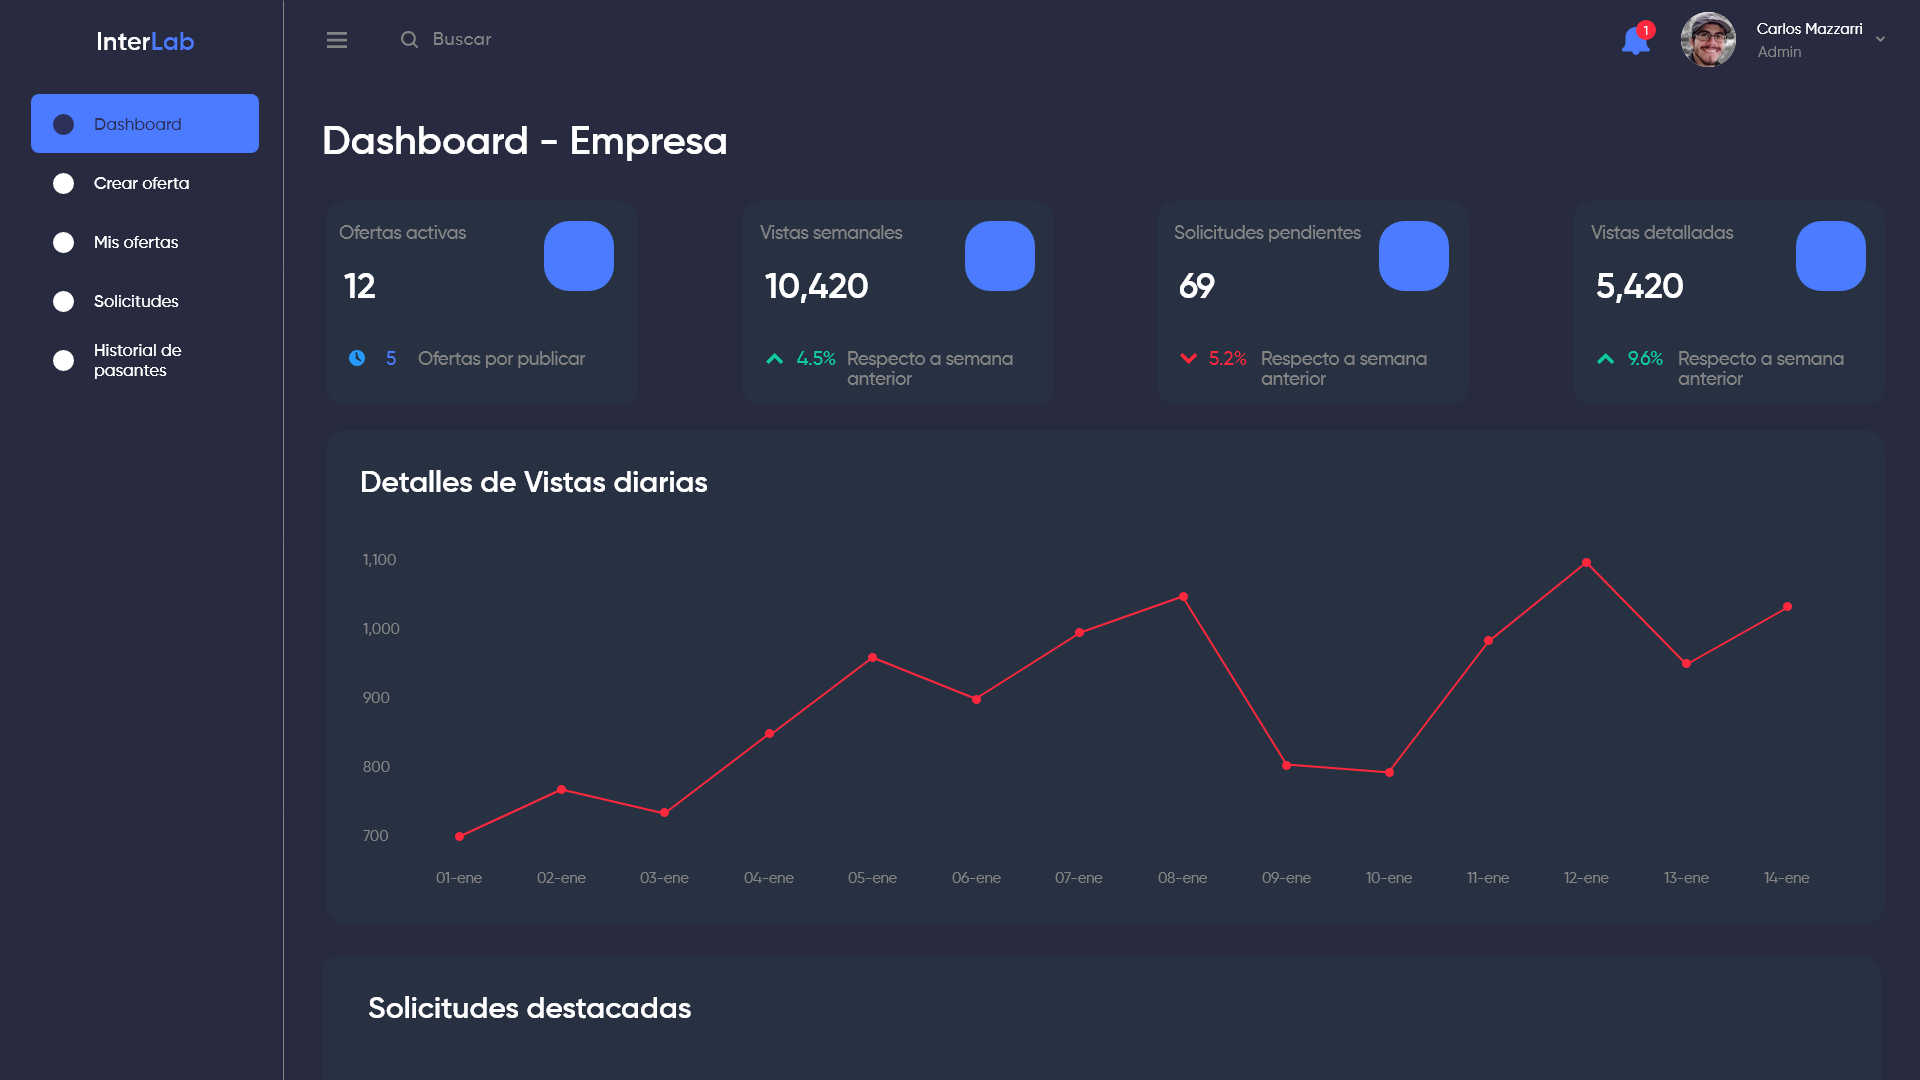 InterLab
Dashboard
Crear oferta
Mis ofertas
Solicitudes
Historial de
pasantes
Buscar
1
Carlos Mazzarri
Admin
Dashboard - Empresa
Ofertas activas
12
5 Ofertas por publicar
Vistas semanales
10,420
4.5% Respecto a semana
anterior
Solicitudes pendientes
69
5.2% Respecto a semana
anterior
Vistas detalladas
5,420
9.6% Respecto a semana
anterior
Detalles de Vistas diarias
1,100
1,000
900
800
700
01-ene 02-ene 03-ene 04-ene 05-ene 06-ene 07-ene 08-ene 09-ene 10-ene 11-ene 12-ene 13-ene 14-ene
Solicitudes destacadas